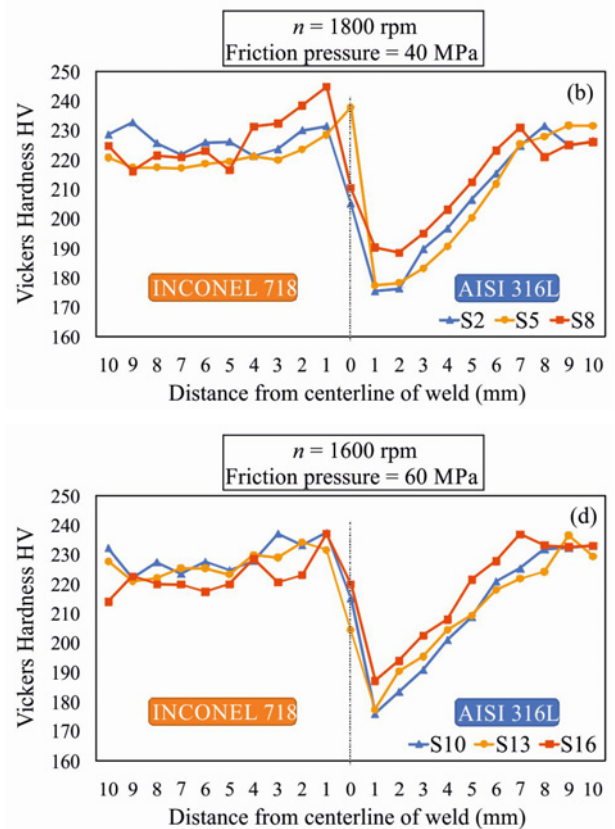 n = 1800 rpm
Friction pressure = 40 MPa
(b)
Vickers Hardness HV
250
240
230
220
210
200
190
180
170
160
INCONEL 718
AISI 316L
S2 S5 S8
10 9 8 7 6 5 4 3 2 1 0 1 2 3 4 5 6 7 8 9 10
Distance from centerline of weld (mm)
n = 1600 rpm
Friction pressure = 60 MPa
(d)
Vickers Hardness HV
250
240
230
220
210
200
190
180
170
160
INCONEL 718
AISI 316L
S10 S13 S16
10 9 8 7 6 5 4 3 2 1 0 1 2 3 4 5 6 7 8 9 10
Distance from centerline of weld (mm)